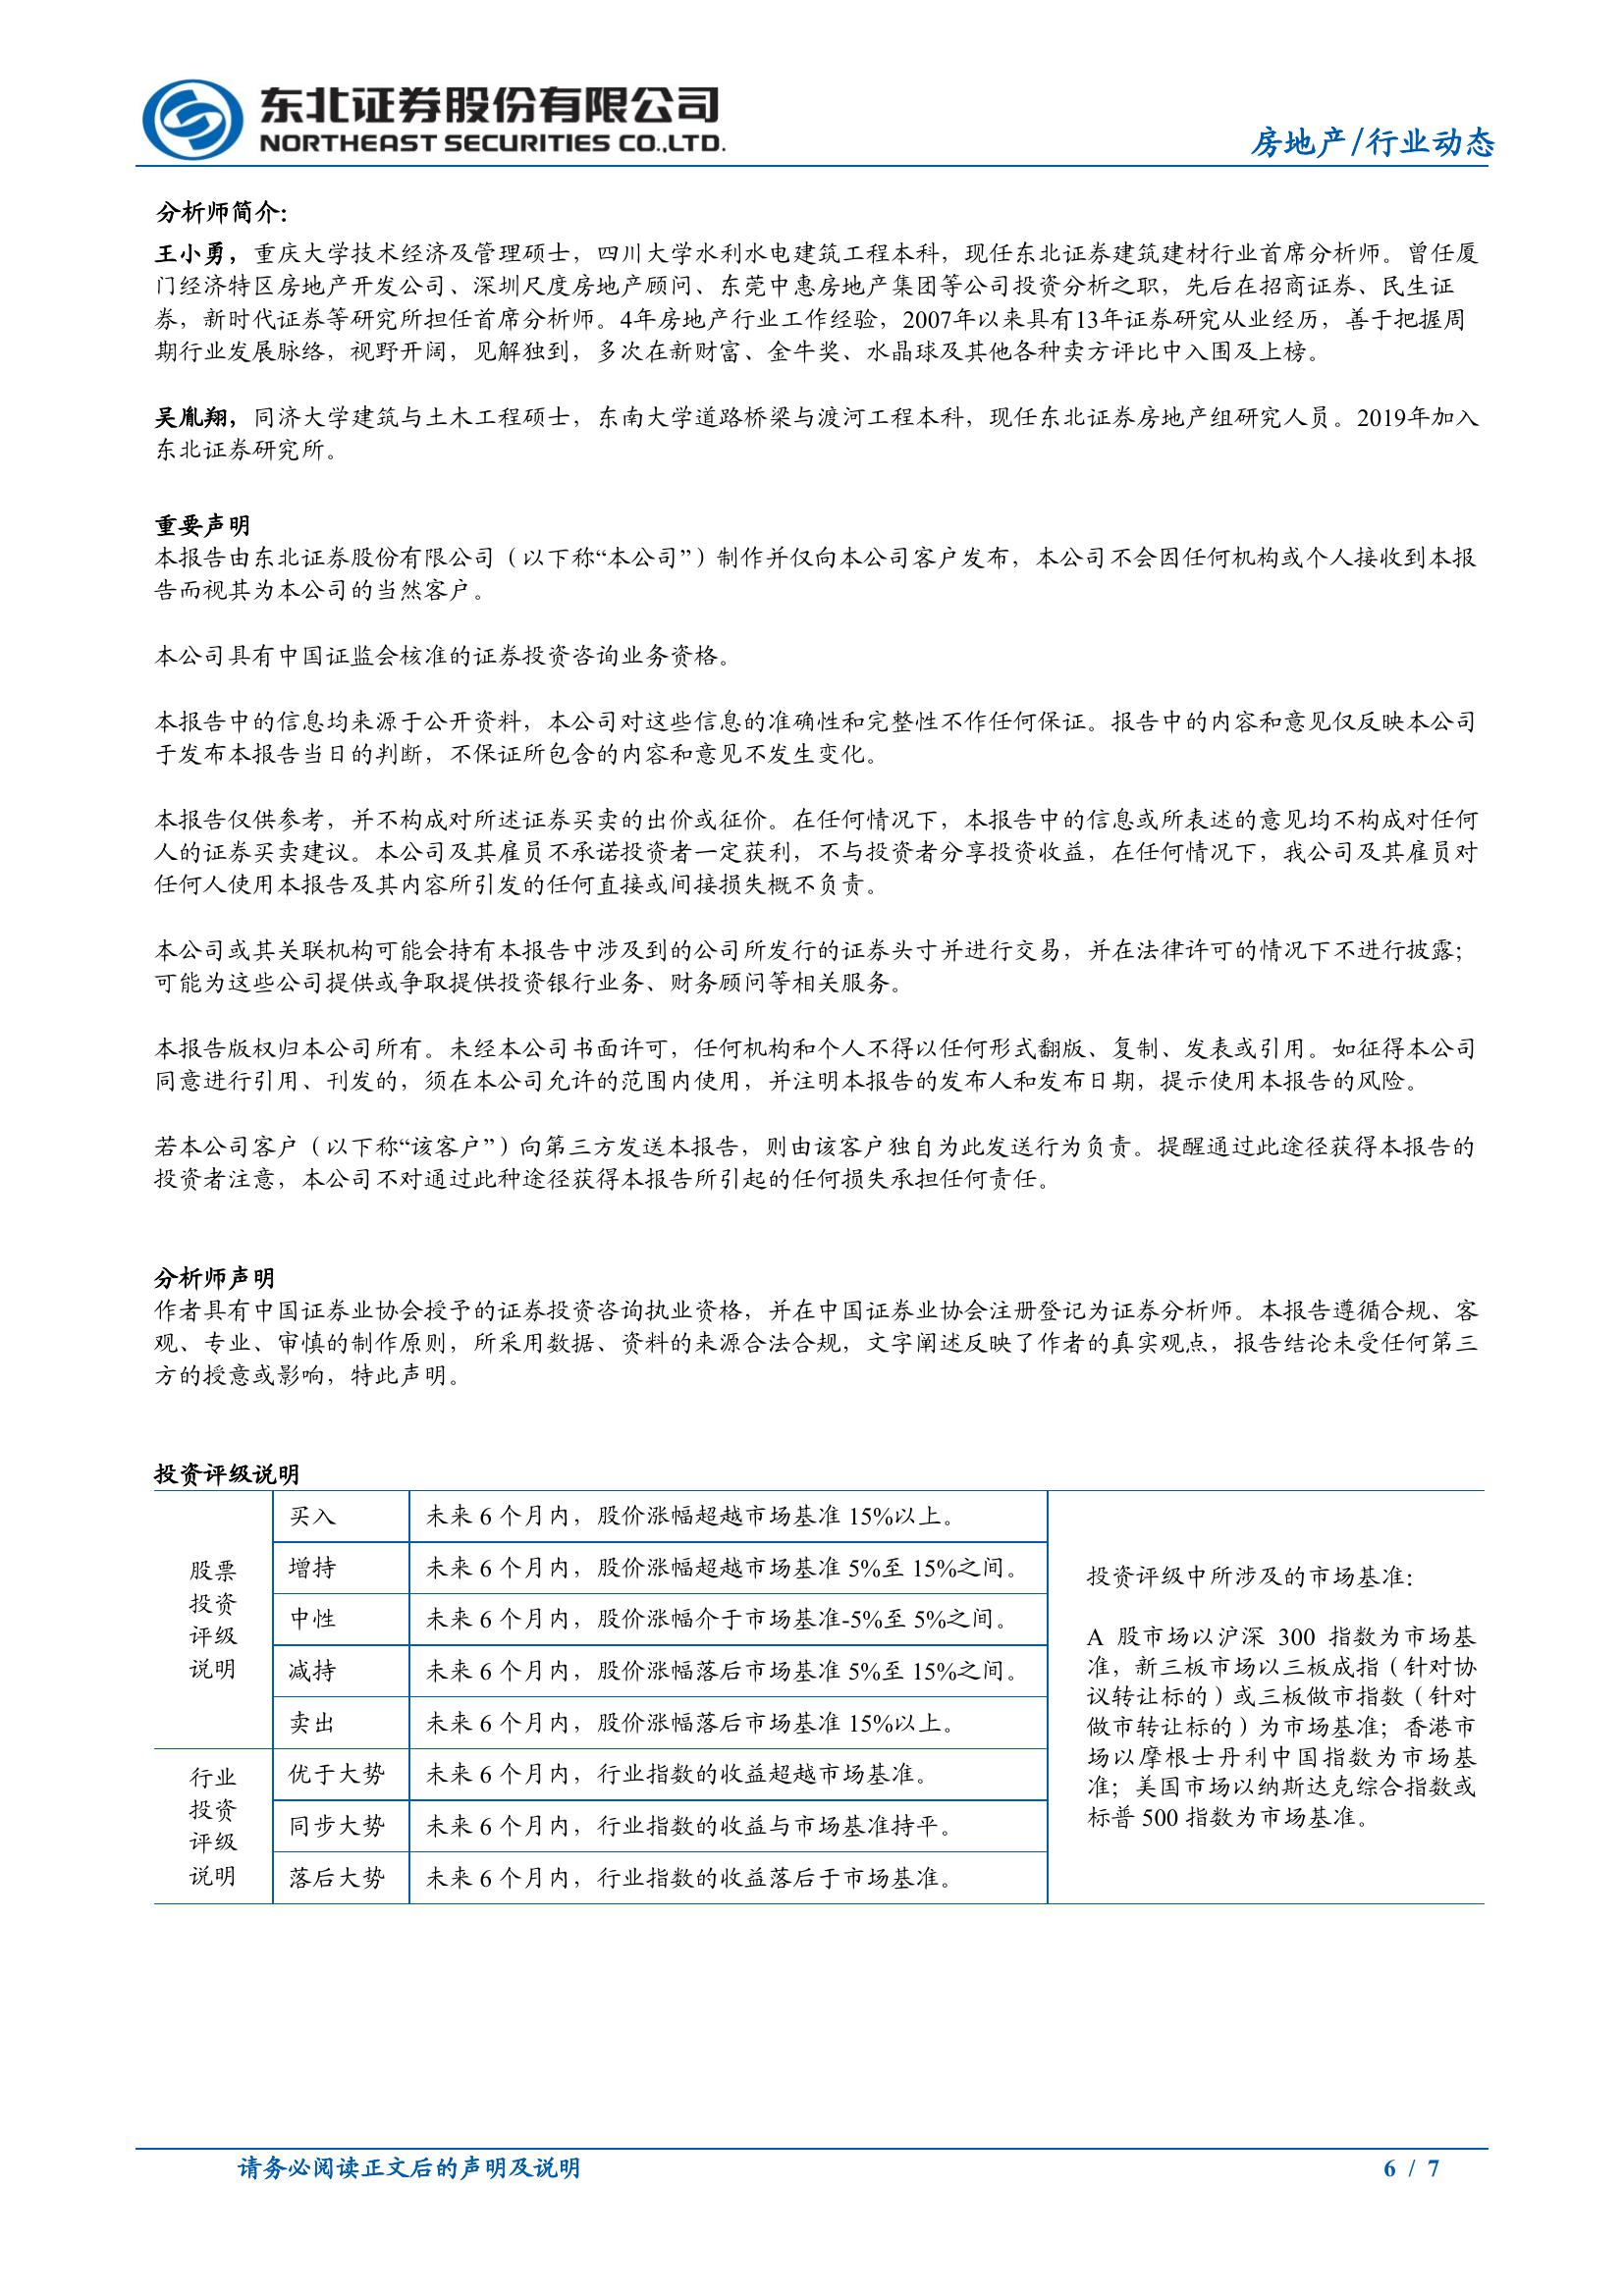 东北证券股份有限公司
NORTHEAST SECURITIES CO.,LTD.
房地产/行业动态
分析师简介：
王小勇，重庆大学技术经济及管理硕士，四川大学水利水电建筑工程本科，现任东北证券建筑建材行业首席分析师。曾任厦
门经济特区房地产开发公司、深圳尺度房地产顾问、东莞中惠房地产集团等公司投资分析之职，先后在招商证券、民生证
券，新时代证券等研究所担任首席分析师。4年房地产行业工作经验，2007年以来具有13年证券研究从业经历，善于把握周
期行业发展脉络，视野开阔，见解独到，多次在新财富、金牛奖、水晶球及其他各种卖方评比中入围及上榜。
吴胤翔，同济大学建筑与土木工程硕士，东南大学道路桥梁与渡河工程本科，现任东北证券房地产组研究人员。2019年加入
东北证券研究所。
重要声明
本报告由东北证券股份有限公司（以下称“本公司”）制作并仅向本公司客户发布，本公司不会因任何机构或个人接收到本报
告而视其为本公司的当然客户。
本公司具有中国证监会核准的证券投资咨询业务资格。
本报告中的信息均来源于公开资料，本公司对这些信息的准确性和完整性不作任何保证。报告中的内容和意见仅反映本公司
于发布本报告当日的判断，不保证所包含的内容和意见不发生变化。
本报告仅供参考，并不构成对所述证券买卖的出价或征价。在任何情况下，本报告中的信息或所表述的意见均不构成对任何
人的证券买卖建议。本公司及其雇员不承诺投资者一定获利，不与投资者分享投资收益，在任何情况下，我公司及其雇员对
任何人使用本报告及其内容所引发的任何直接或间接损失概不负责。
本公司或其关联机构可能会持有本报告中涉及到的公司所发行的证券头寸并进行交易，并在法律许可的情况下不进行披露；
可能为这些公司提供或争取提供投资银行业务、财务顾问等相关服务。
本报告版权归本公司所有。未经本公司书面许可，任何机构和个人不得以任何形式翻版、复制、发表或引用。如征得本公司
同意进行引用、刊发的，须在本公司允许的范围内使用，并注明本报告的发布人和发布日期，提示使用本报告的风险。
若本公司客户（以下称“该客户”）向第三方发送本报告，则由该客户独自为此发送行为负责。提醒通过此途径获得本报告的
投资者注意，本公司不对通过此种途径获得本报告所引起的任何损失承担任何责任。
分析师声明
作者具有中国证券业协会授予的证券投资咨询执业资格，并在中国证券业协会注册登记为证券分析师。本报告遵循合规、客
观、专业、审慎的制作原则，所采用数据、资料的来源合法合规，文字阐述反映了作者的真实观点，报告结论未受任何第三
方的授意或影响，特此声明。
投资评级说明
股票
投资
评级
说明
买入 未来 6 个月内，股价涨幅超越市场基准 15%以上。
增持 未来 6 个月内，股价涨幅超越市场基准 5%至 15%之间。
中性 未来 6 个月内，股价涨幅介于市场基准-5%至 5%之间。
减持 未来 6 个月内，股价涨幅落后市场基准 5%至 15%之间。
卖出 未来 6 个月内，股价涨幅落后市场基准 15%以上。
行业
投资
评级
说明
优于大势 未来 6 个月内，行业指数的收益超越市场基准。
同步大势 未来 6 个月内，行业指数的收益与市场基准持平。
落后大势 未来 6 个月内，行业指数的收益落后于市场基准。
投资评级中所涉及的市场基准：
A 股市场以沪深 300 指数为市场基
准，新三板市场以三板成指（针对协
议转让标的）或三板做市指数（针对
做市转让标的）为市场基准；香港市
场以摩根士丹利中国指数为市场基
准；美国市场以纳斯达克综合指数或
标普 500 指数为市场基准。
请务必阅读正文后的声明及说明
6 / 7